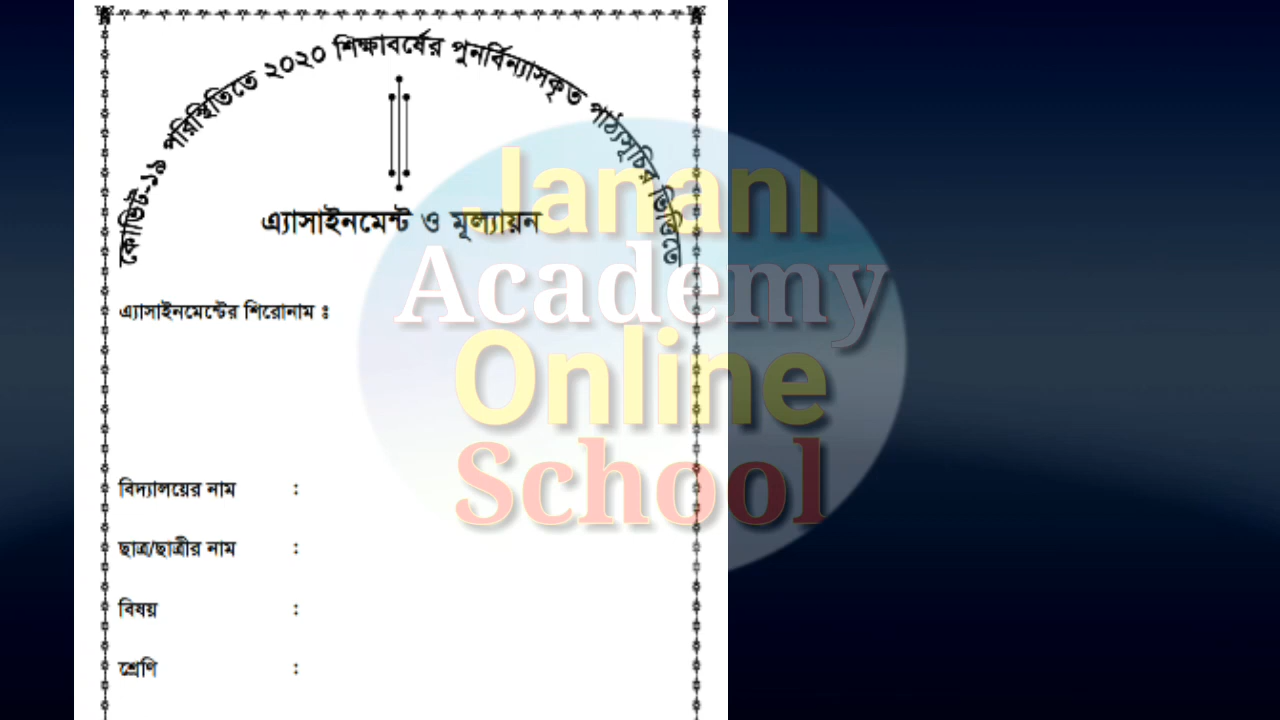 কোভিট-১৯ পরিস্থিতিতে ২০২০ শিক্ষাবর্ষের পুনর্বিন্যাসকৃত পাঠ্যসূচির ভিত্তিতে
এ্যাসাইনমেন্ট ও মূল্যায়ন
এ্যাসাইনমেন্টের শিরোনাম ঃ
বিদ্যালয়ের নাম :
ছাত্র/ছাত্রীর নাম :
বিষয় :
শ্রেণি :
Janani
Academy
Online
School